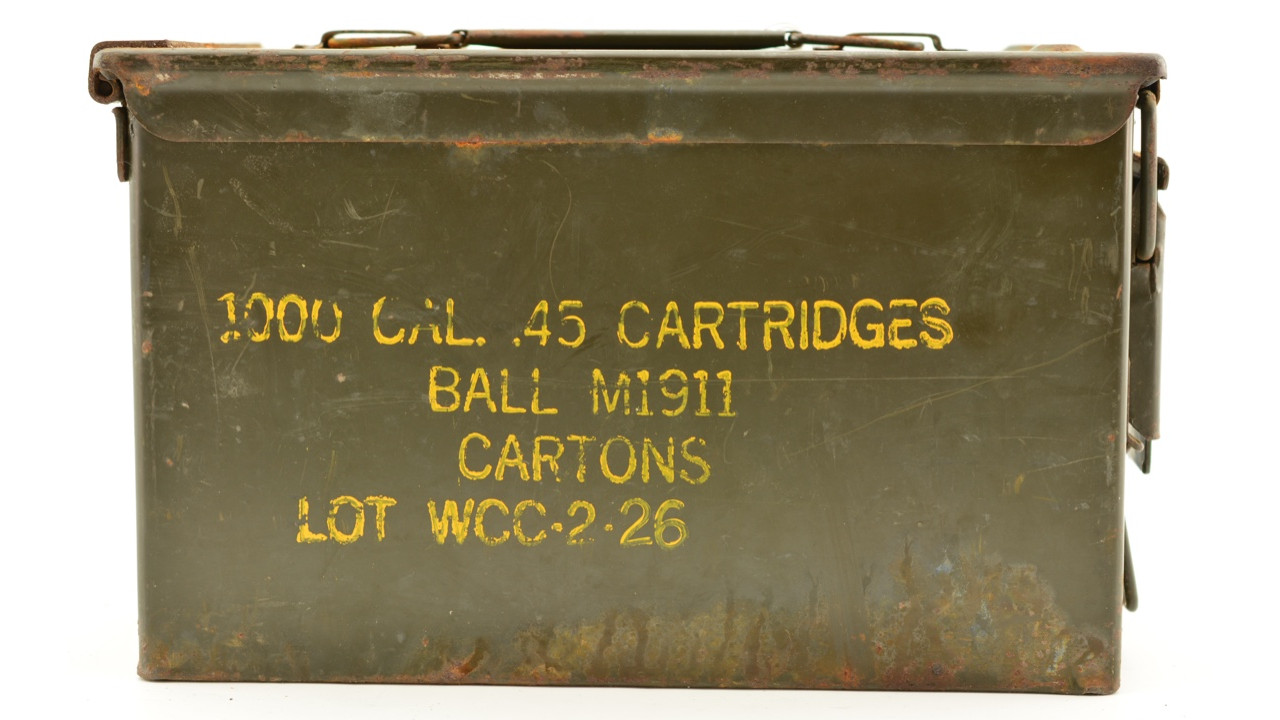 1000 CAL. .45 CARTRIDGES
BALL M1911
CARTONS
LOT WCC-2-26